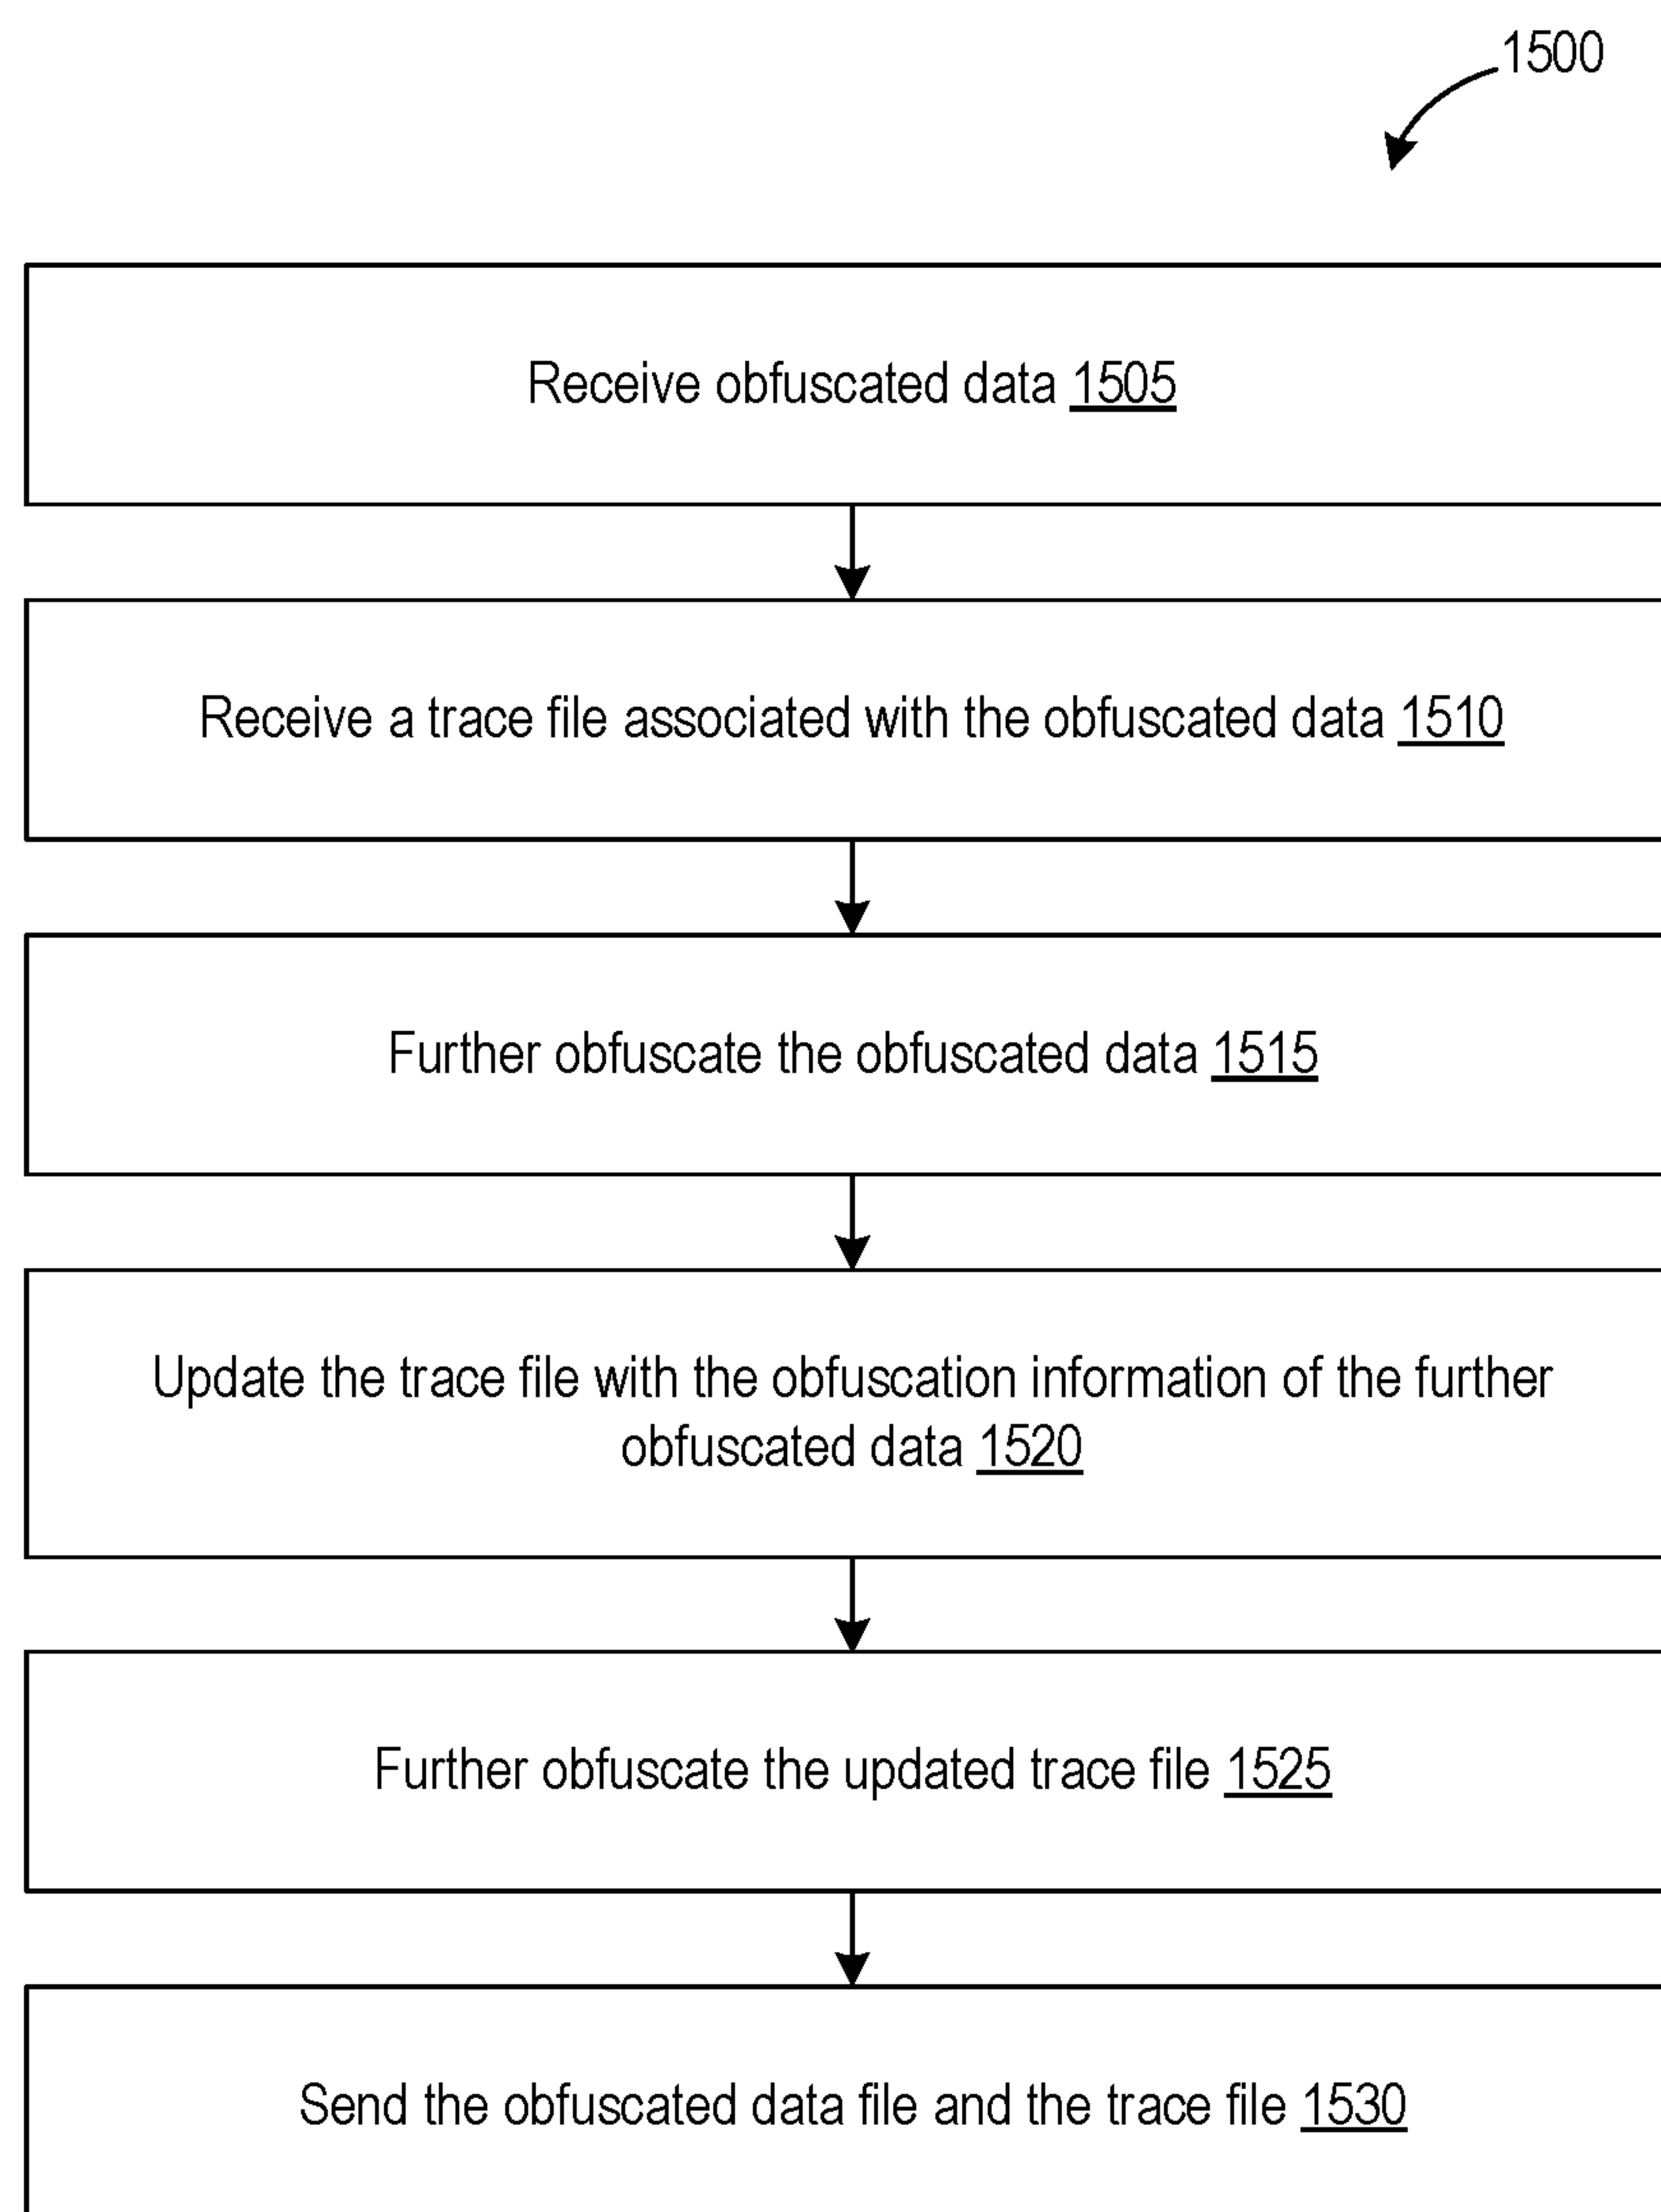 1500
Receive obfuscated data 1505
Receive a trace file associated with the obfuscated data 1510
Further obfuscate the obfuscated data 1515
Update the trace file with the obfuscation information of the further
obfuscated data 1520
Further obfuscate the updated trace file 1525
Send the obfuscated data file and the trace file 1530